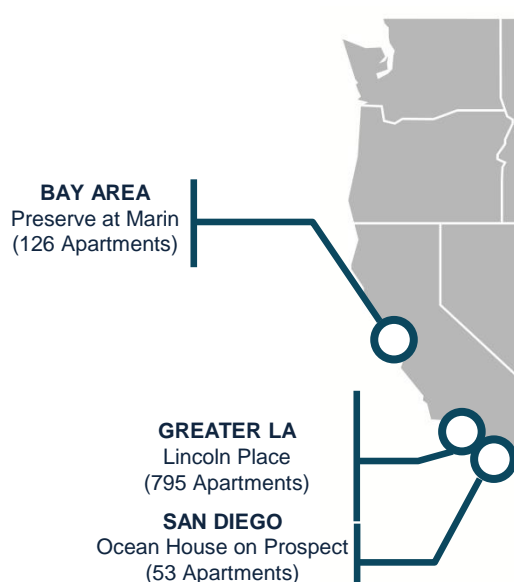 BAY AREA
Preserve at Marin
(126 Apartments)
GREATER LA
Lincoln Place
(795 Apartments)
SAN DIEGO
Ocean House on Prospect
(53 Apartments)